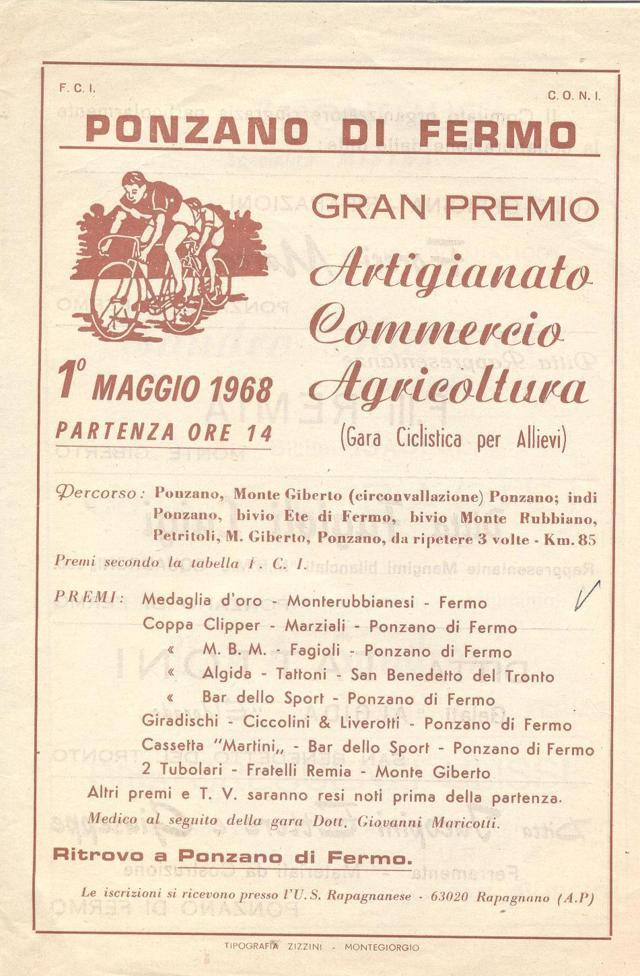 F. C. I.
C. O. N. I.
PONZANO DI FERMO
GRAN PREMIO
Artigianato
Commercio
Agricoltura
(Gara Ciclistica per Allievi)
1º MAGGIO 1968
PARTENZA ORE 14
Percorso: Ponzano, Monte Giberto (circonvallazione) Ponzano; indi
Ponzano, bivio Ete di Fermo, bivio Monte Rubbiano,
Petritoli, M. Giberto, Ponzano, da ripetere 3 volte - Km. 85
Premi secondo la tabella F. C. I.
PREMI: Medaglia d'oro - Monterubbianesi - Fermo
Coppa Clipper - Marziali - Ponzano di Fermo
« M. B. M. - Fagioli - Ponzano di Fermo
« Algida - Tattoni - San Benedetto del Tronto
« Bar dello Sport - Ponzano di Fermo
Giradischi - Ciccolini & Liverotti - Ponzano di Fermo
Cassetta "Martini„ - Bar dello Sport - Ponzano di Fermo
2 Tubolari - Fratelli Remia - Monte Giberto
Altri premi e T. V. saranno resi noti prima della partenza.
Medico al seguito della gara Dott. Giovanni Maricotti.
Ritrovo a Ponzano di Fermo.
Le iscrizioni si ricevono presso l'U. S. Rapagnanese - 63020 Rapagnano (A.P)
TIPOGRAFIA ZIZZINI - MONTEGIORGIO